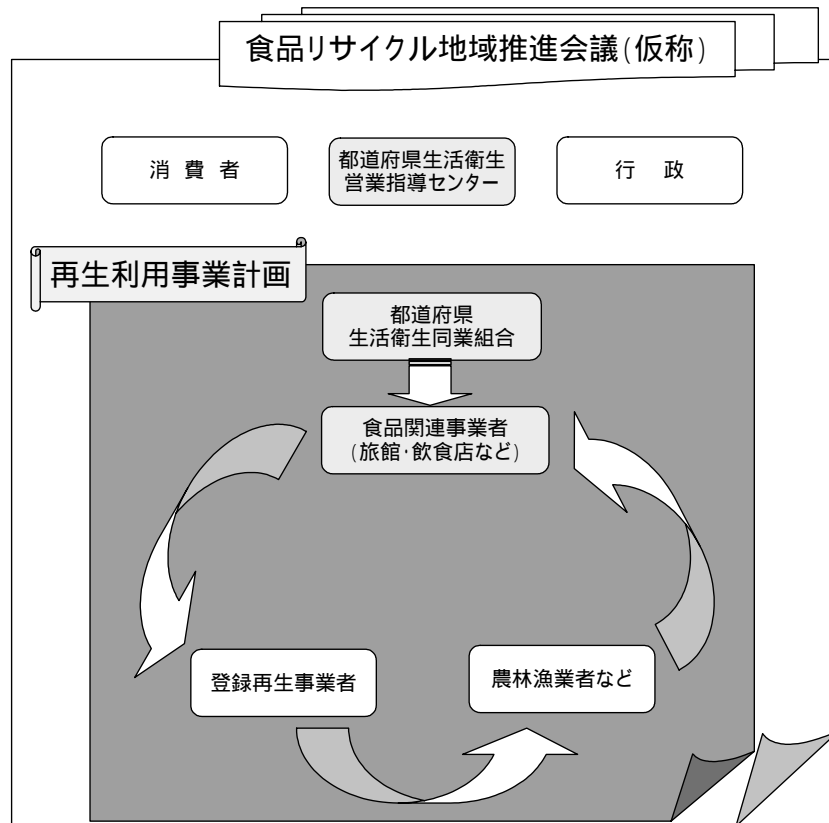 食品リサイクル地域推進会議(仮称)
消 費 者
都道府県生活衛生
営業指導センター
行 政
再生利用事業計画
都道府県
生活衛生同業組合
食品関連事業者
(旅館・飲食店など)
登録再生事業者
農林漁業者など